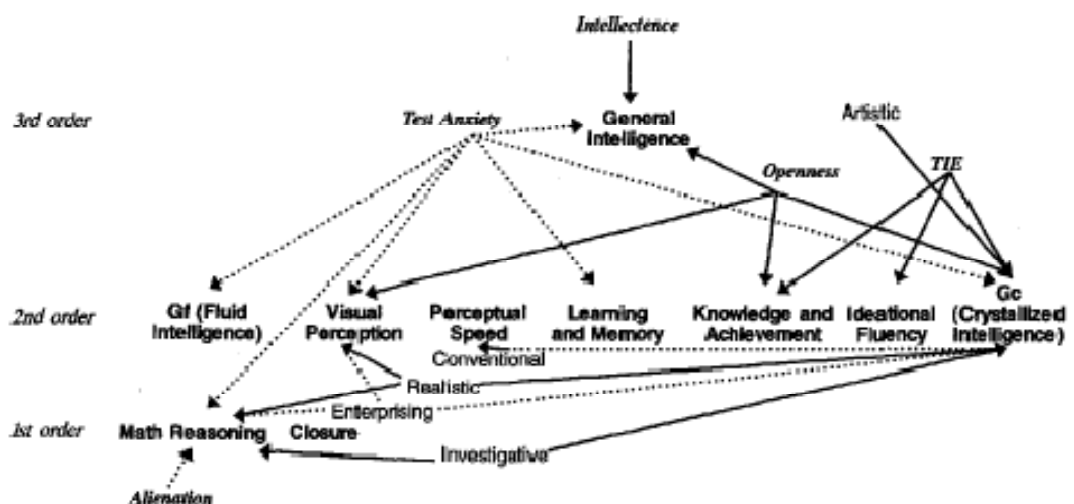 Intellectence
3rd order
Test Anxiety
General
Intelligence
Artisitic
Openness
TIE
2nd order
Gf (Fluid
Intelligence)
Visual
Perception
Perceptual
Speed
Learning
and Memory
Knowledge and
Achievement
Ideational
Fluency
Gc
(Crystallized
Intelligence)
Conventional
Realistic
Enterprising
1st order
Math Reasoning
Closure
Investigative
Alienation